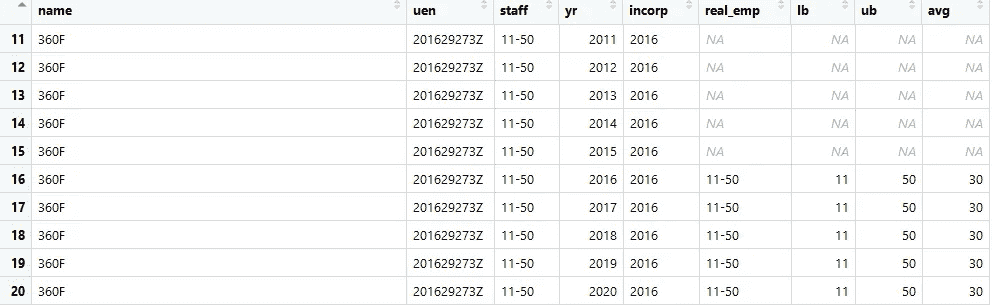 name uen staff yr incorp real_emp lb ub avg
11 360F 201629273Z 11-50 2011 2016 NA NA NA NA
12 360F 201629273Z 11-50 2012 2016 NA NA NA NA
13 360F 201629273Z 11-50 2013 2016 NA NA NA NA
14 360F 201629273Z 11-50 2014 2016 NA NA NA NA
15 360F 201629273Z 11-50 2015 2016 NA NA NA NA
16 360F 201629273Z 11-50 2016 2016 11-50 11 50 30
17 360F 201629273Z 11-50 2017 2016 11-50 11 50 30
18 360F 201629273Z 11-50 2018 2016 11-50 11 50 30
19 360F 201629273Z 11-50 2019 2016 11-50 11 50 30
20 360F 201629273Z 11-50 2020 2016 11-50 11 50 30